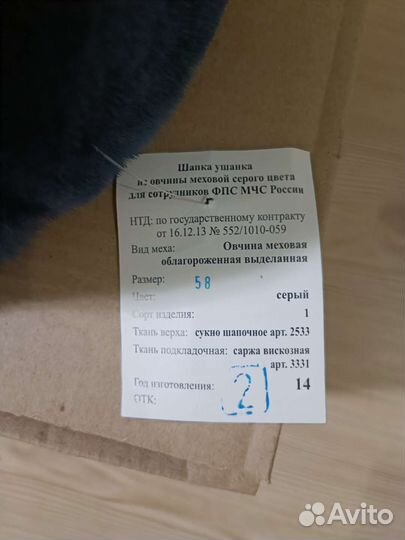 Шапка ушанка
из овчины меховой серого цвета
для сотрудников ФПС МЧС России
НТД: по государственному контракту
от 16.12.13 № 552/1010-059
Вид меха: Овчина меховая
облагороженная выделанная
Размер: 58
Цвет: серый
Сорт изделия: 1
Ткань верха: сукно шапочное арт. 2533
Ткань подкладочная: саржа вискозная
арт. 3331
Год изготовления: 14
ОТК: 2
Avito